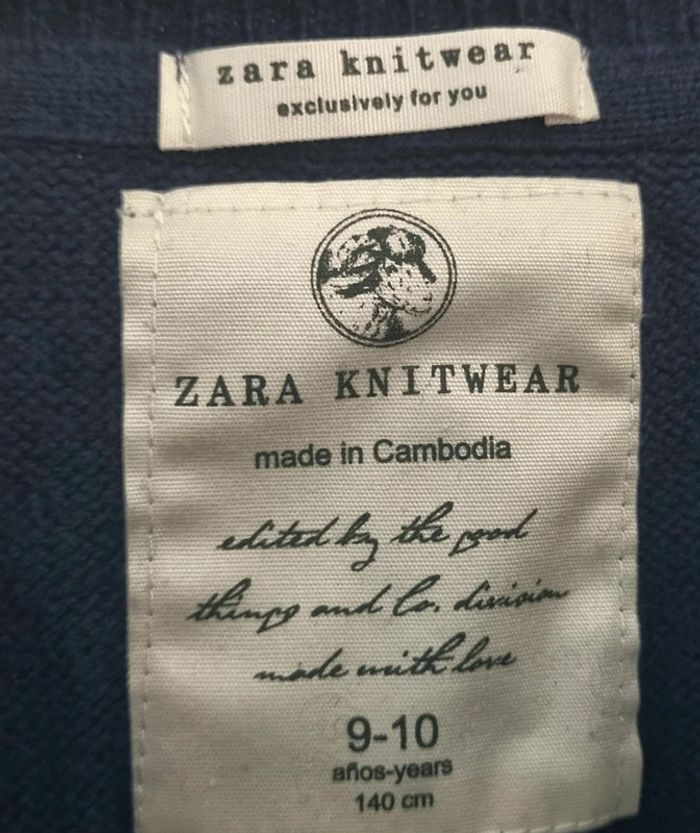 zara knitwear
exclusively for you
ZARA KNITWEAR
made in Cambodia
edited by the good
things and Co. division
made with love
9-10
años-years
140 cm